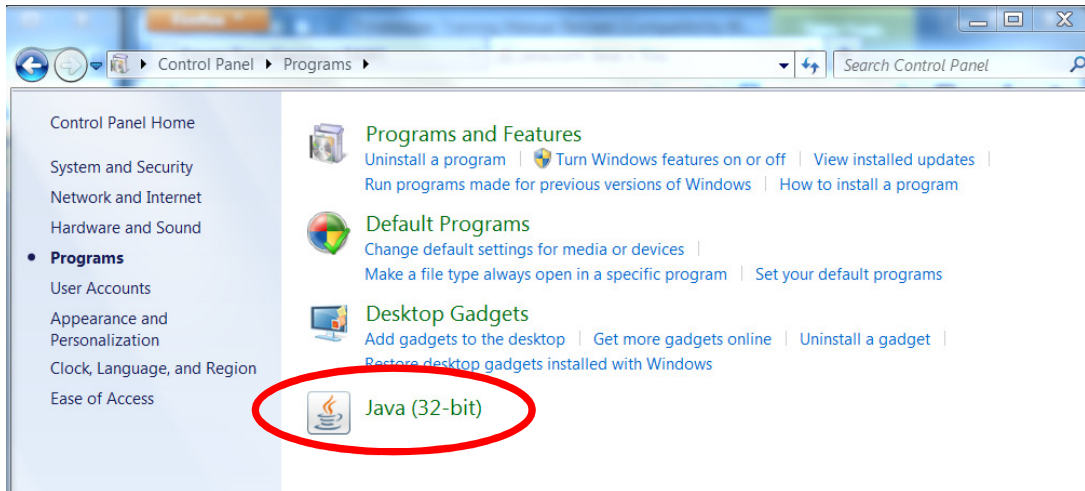 Control Panel Programs
Search Control Panel
Control Panel Home
System and Security
Network and Internet
Hardware and Sound
Programs
User Accounts
Appearance and
Personalization
Clock, Language, and Region
Ease of Access
Programs and Features
Uninstall a program Turn Windows features on or off View installed updates
Run programs made for previous versions of Windows How to install a program
Default Programs
Change default settings for media or devices
Make a file type always open in a specific program Set your default programs
Desktop Gadgets
Add gadgets to the desktop Get more gadgets online Uninstall a gadget
Restore desktop gadgets installed with Windows
Java (32-bit)